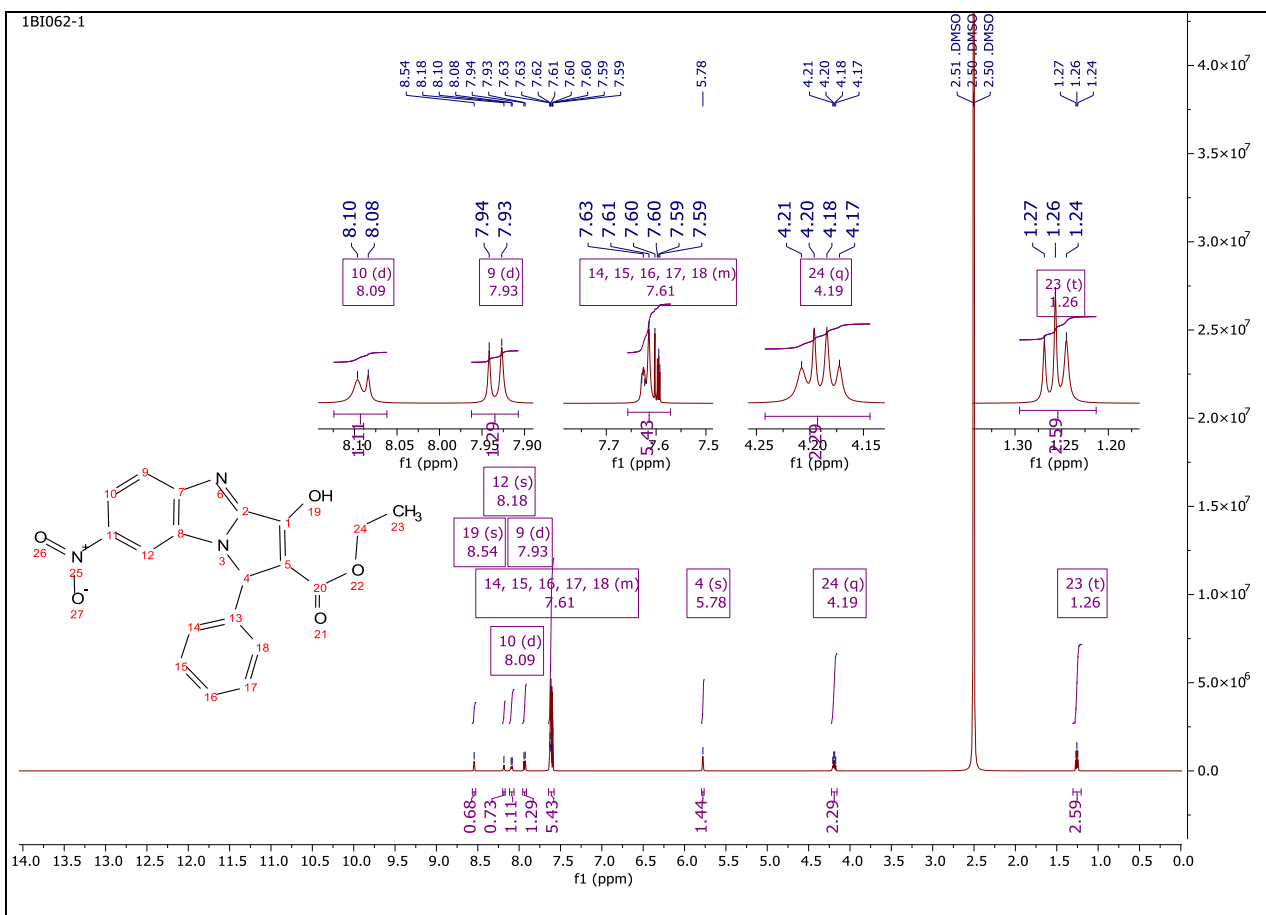 1BI062-1
8.54
8.18
8.10
8.08
7.94
7.93
7.63
7.63
7.62
7.61
7.60
7.60
7.59
7.59
5.78
4.21
4.20
4.18
4.17
2.51 .DMSO
2.50 .DMSO
2.50 .DMSO
1.27
1.26
1.24
4.0×10⁷
3.5×10⁷
3.0×10⁷
2.5×10⁷
2.0×10⁷
1.5×10⁷
1.0×10⁷
5.0×10⁶
0.0
8.10
8.08
10 (d)
8.09
1.11
8.10 8.05
f1 (ppm)
7.94
7.93
9 (d)
7.93
1.29
8.00 7.95 7.90
f1 (ppm)
7.63
7.61
7.60
7.60
7.59
7.59
14, 15, 16, 17, 18 (m)
7.61
5.43
7.7 7.6 7.5
f1 (ppm)
4.21
4.20
4.18
4.17
24 (q)
4.19
2.29
4.25 4.20 4.15
f1 (ppm)
1.27
1.26
1.24
23 (t)
1.26
2.59
1.30 1.25 1.20
f1 (ppm)
12 (s)
8.18
19 (s)
8.54
9 (d)
7.93
14, 15, 16, 17, 18 (m)
7.61
10 (d)
8.09
4 (s)
5.78
24 (q)
4.19
23 (t)
1.26
9
10
7
N
6
OH
19
CH₃
23
24
1
2
11
8
12
N
3
4
5
O
22
20
O
21
O
26
N⁺
25
O⁻
27
13
14
15
16
17
18
0.68
0.73
1.11
1.29
5.43
1.44
2.29
2.59
14.0 13.5 13.0 12.5 12.0 11.5 11.0 10.5 10.0 9.5 9.0 8.5 8.0 7.5 7.0 6.5 6.0 5.5 5.0 4.5 4.0 3.5 3.0 2.5 2.0 1.5 1.0 0.5 0.0
f1 (ppm)